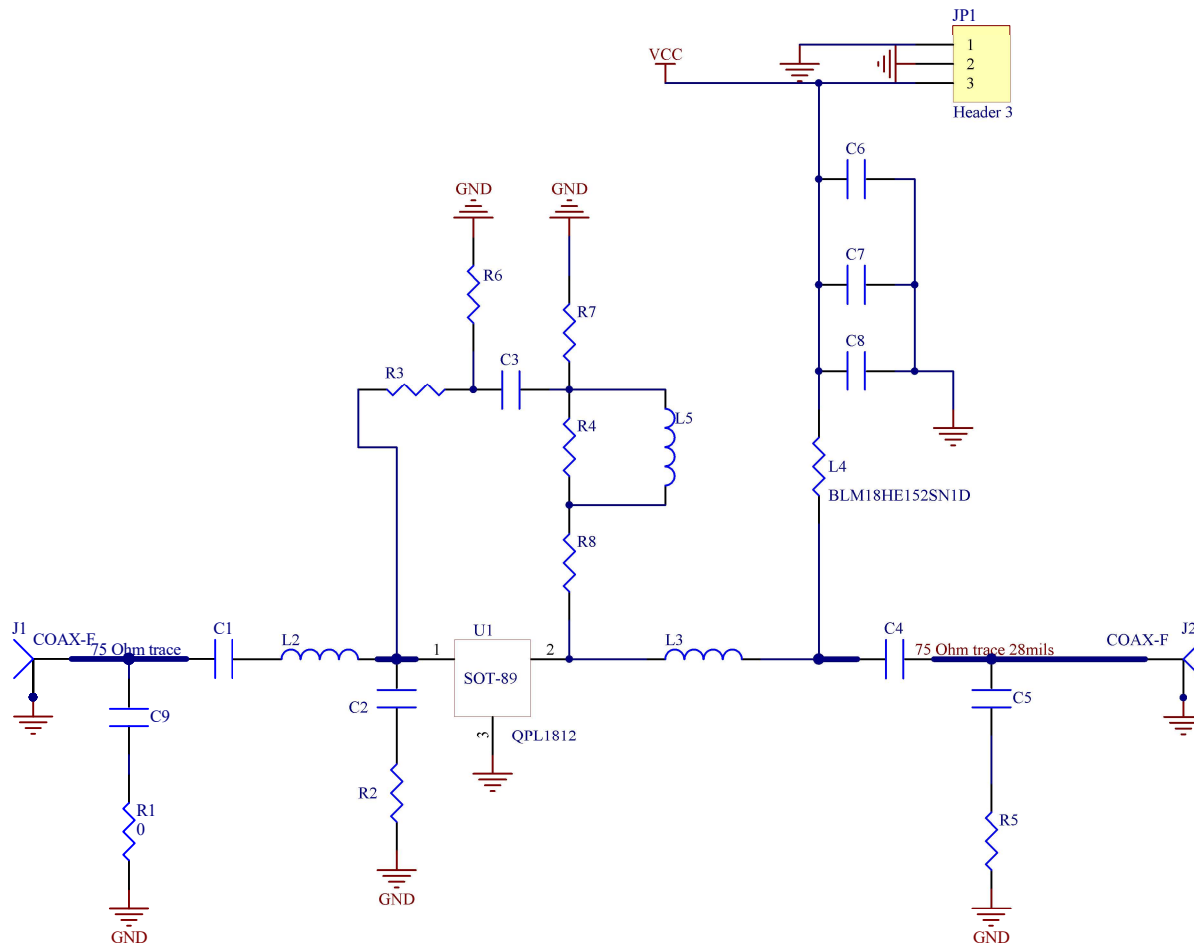 JP1
VCC
1
2
3
Header 3
C6
GND
GND
R6
C7
R7
C8
R3
C3
L5
R4
L4
BLM18HE152SN1D
R8
J1
COAX-F
75 Ohm trace
C1
L2
U1
1
SOT-89
2
3
QPL1812
L3
C4
75 Ohm trace 28mils
COAX-F
J2
C9
C2
C5
R1
0
R2
R5
GND
GND
GND